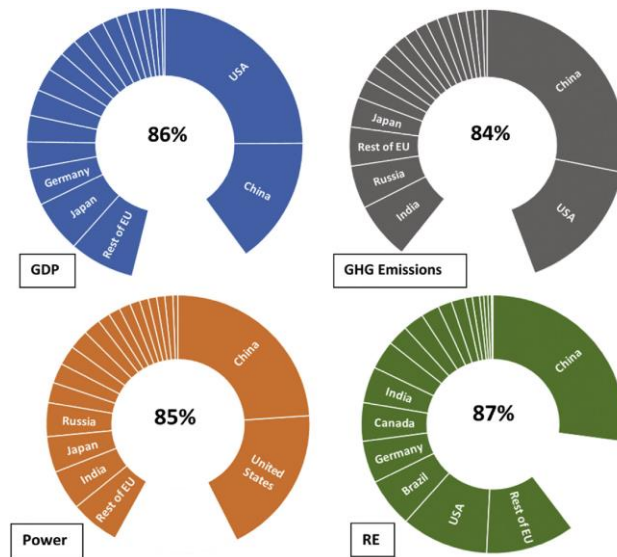 USA
China
Rest of EU
Japan
Germany
86%
GDP
China
USA
India
Russia
Rest of EU
Japan
84%
GHG Emissions
China
United
States
Rest of EU
India
Japan
Russia
85%
Power
China
Rest of EU
USA
Brazil
Germany
Canada
India
87%
RE